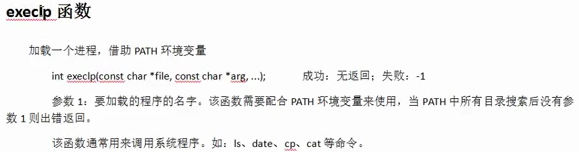 execlp 函数
加载一个进程，借助 PATH 环境变量
int execlp(const char *file, const char *arg, ...); 成功：无返回；失败：-1
参数 1：要加载的程序的名字。该函数需要配合 PATH 环境变量来使用，当 PATH 中所有目录搜索后没有参
数 1 则出错返回。
该函数通常用来调用系统程序。如：ls、date、cp、cat 等命令。